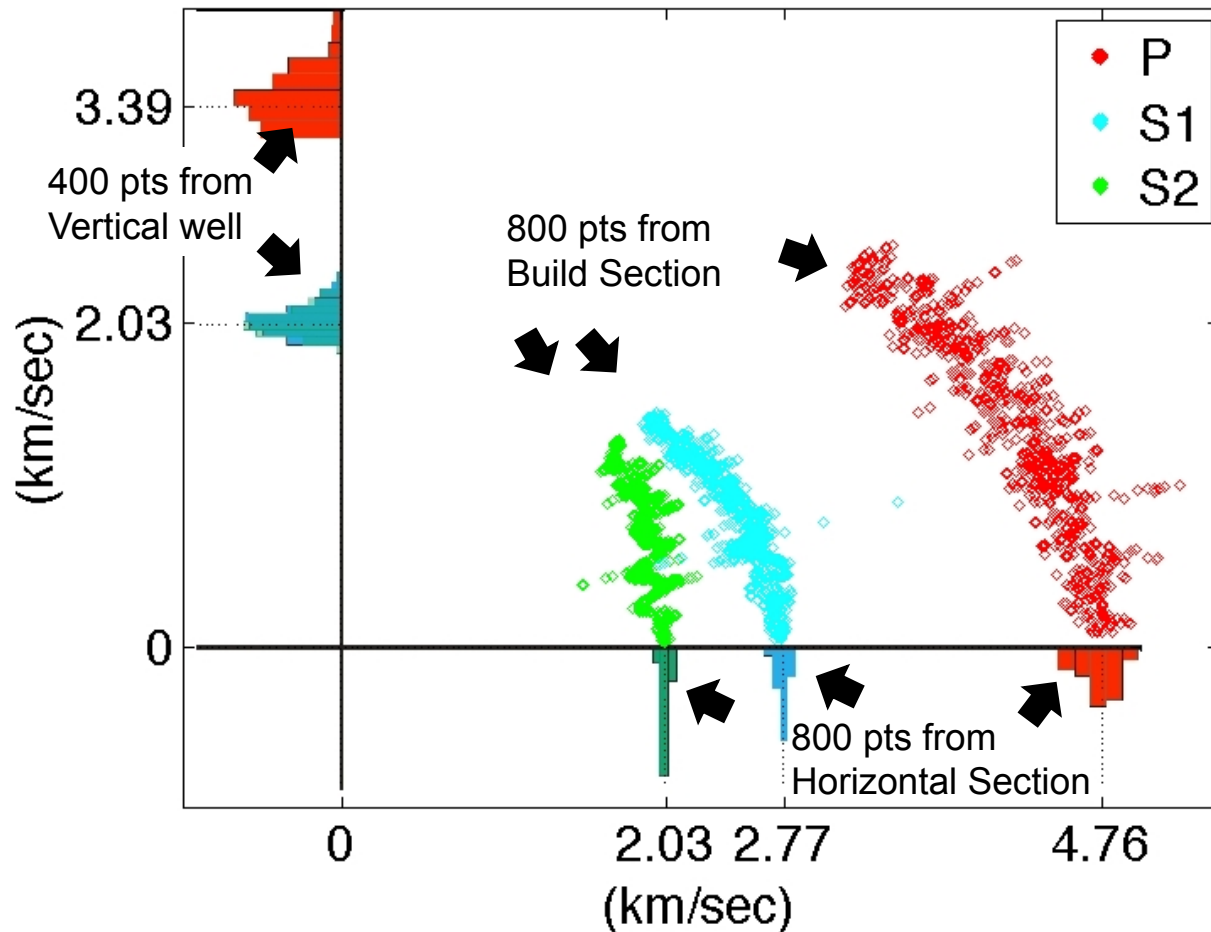 P
S1
S2
3.39
400 pts from
Vertical well
800 pts from
Build Section
2.03
(km/sec)
0
800 pts from
Horizontal Section
0
2.03
2.77
4.76
(km/sec)